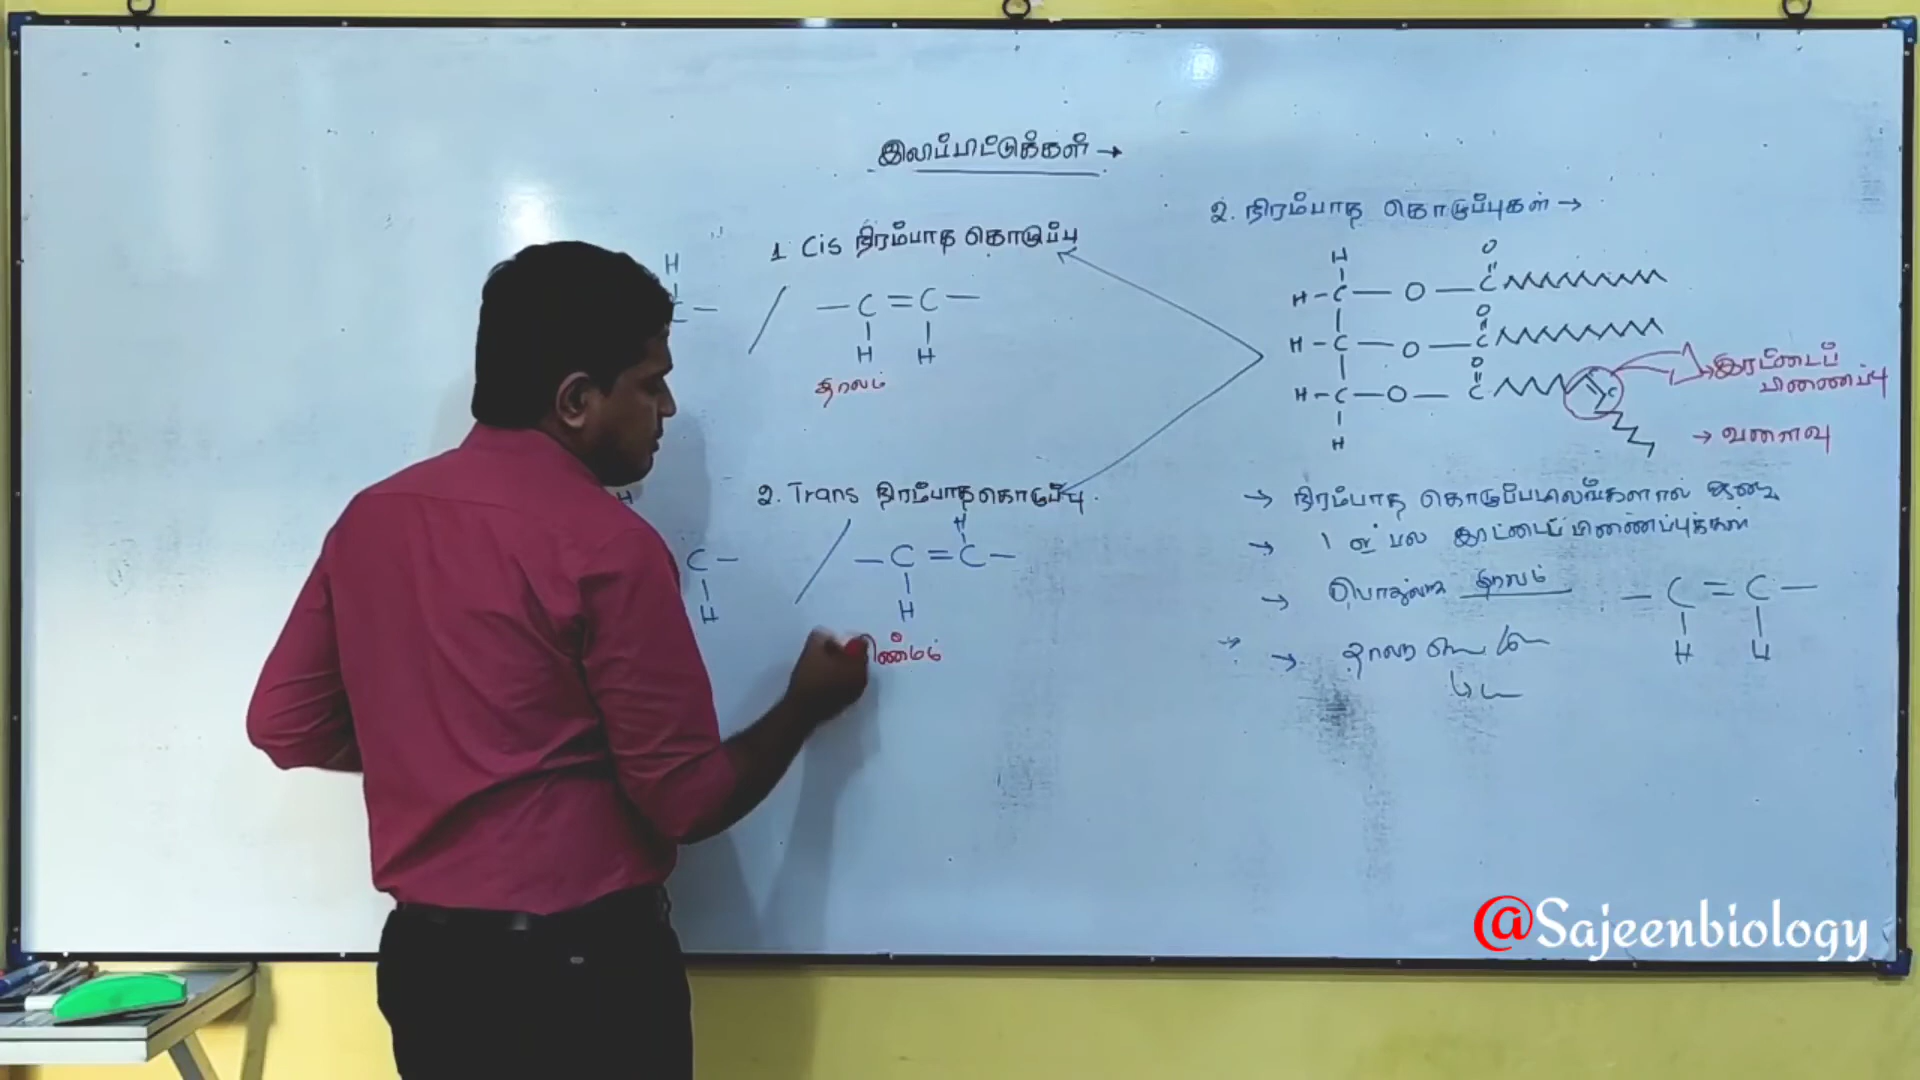 இலிப்பிட்டுக்கள் →
1. Cis நிரம்பாத கொழுப்பு
H
C –
– C = C –
H H
திரவம்
2. Trans நிரம்பாத கொழுப்பு.
H
H
C –
– C = C –
H
H
திண்மம்
2. நிரம்பாத கொழுப்புகள் →
H O
H – C — O — C
O
H – C — O — C
O
H – C — O — C
C
H
இரட்டைப்
பிணைப்பு
→ வளைவு
→ நிரம்பாத கொழுப்பமிலங்களால்
→ 1 or பல இரட்டைப்பிணைப்புக்கள்
→ பொதுவாக திரவம்
– C = C –
H H
→
@Sajeenbiology